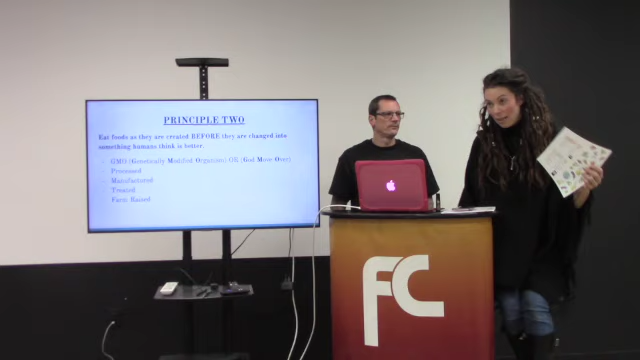 PRINCIPLE TWO
Eat foods as they are created BEFORE they are changed into
something humans think is better.
- GMO (Genetically Modified Organism) OR (God Move Over)
- Processed
- Manufactured
- Treated
- Farm Raised
FC